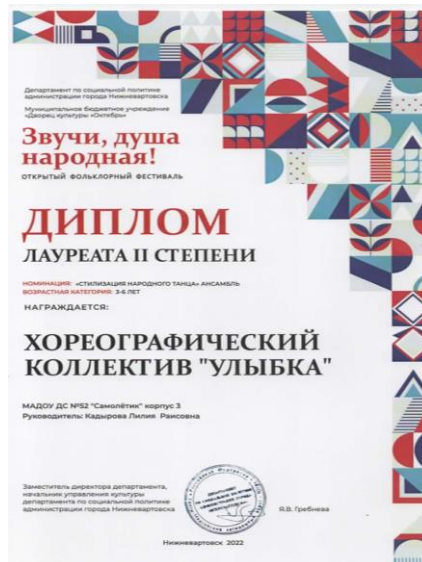 Департамент по социальной политике
администрации города Нижневартовска
Муниципальное бюджетное учреждение
«Дворец культуры «Октябрь»
Звучи, душа
народная!
ОТКРЫТЫЙ ФОЛЬКЛОРНЫЙ ФЕСТИВАЛЬ
ДИПЛОМ
ЛАУРЕАТА II СТЕПЕНИ
НОМИНАЦИЯ: «СТИЛИЗАЦИЯ НАРОДНОГО ТАНЦА» АНСАМБЛЬ
ВОЗРАСТНАЯ КАТЕГОРИЯ: 3-6 ЛЕТ
НАГРАЖДАЕТСЯ:
ХОРЕОГРАФИЧЕСКИЙ
КОЛЛЕКТИВ "УЛЫБКА"
МАДОУ ДС №52 "Самолётик" корпус 3
Руководитель: Кадырова Лилия Раисовна
Заместитель директора департамента,
начальник управления культуры
департамента по социальной политике
администрации города Нижневартовска
Я.В. Гребнева
Нижневартовск 2022